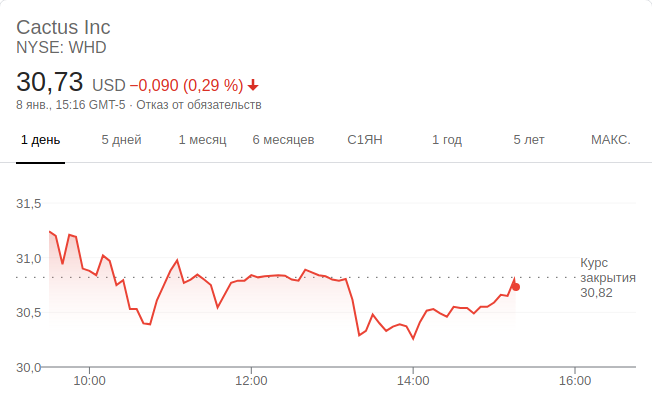 Cactus Inc
NYSE: WHD
30,73 USD −0,090 (0,29 %)
8 янв., 15:16 GMT-5 · Отказ от обязательств
1 день 5 дней 1 месяц 6 месяцев С1ЯН 1 год 5 лет МАКС.
31,5
31,0
30,5
30,0
Курс
закрытия
30,82
10:00 12:00 14:00 16:00